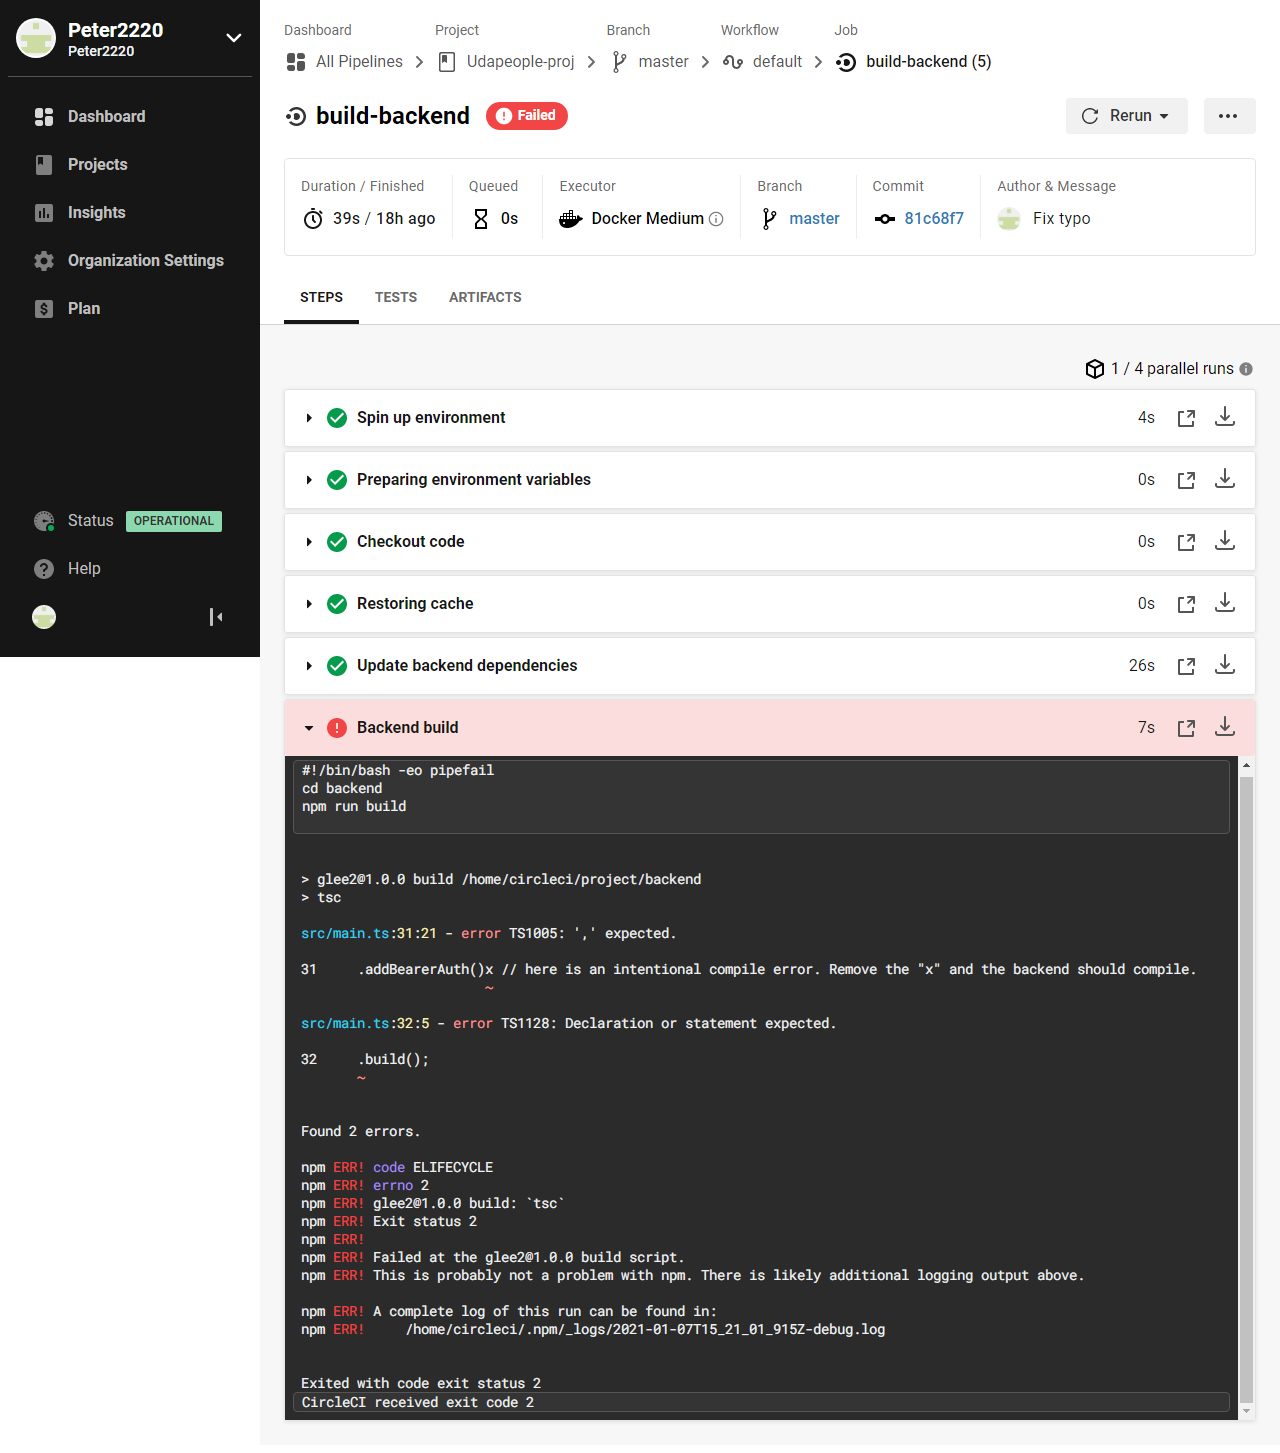 Peter2220
Peter2220
Dashboard
Projects
Insights
Organization Settings
Plan
Status OPERATIONAL
Help
Dashboard Project Branch Workflow Job
All Pipelines Udapeople-proj master default build-backend (5)
build-backend Failed Rerun
Duration / Finished Queued Executor Branch Commit Author & Message
39s / 18h ago 0s Docker Medium master 81c68f7 Fix typo
STEPS TESTS ARTIFACTS
1 / 4 parallel runs
Spin up environment 4s
Preparing environment variables 0s
Checkout code 0s
Restoring cache 0s
Update backend dependencies 26s
Backend build 7s
#!/bin/bash -eo pipefail
cd backend
npm run build
> glee2@1.0.0 build /home/circleci/project/backend
> tsc
src/main.ts:31:21 - error TS1005: ',' expected.
31     .addBearerAuth()x // here is an intentional compile error. Remove the "x" and the backend should compile.
~
src/main.ts:32:5 - error TS1128: Declaration or statement expected.
32     .build();
~
Found 2 errors.
npm ERR! code ELIFECYCLE
npm ERR! errno 2
npm ERR! glee2@1.0.0 build: `tsc`
npm ERR! Exit status 2
npm ERR!
npm ERR! Failed at the glee2@1.0.0 build script.
npm ERR! This is probably not a problem with npm. There is likely additional logging output above.
npm ERR! A complete log of this run can be found in:
npm ERR!     /home/circleci/.npm/_logs/2021-01-07T15_21_01_915Z-debug.log
Exited with code exit status 2
CircleCI received exit code 2